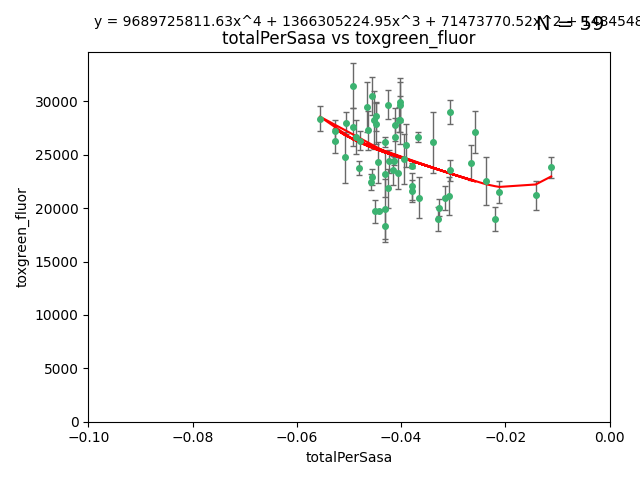 y = 9689725811.63x^4 + 1366305224.95x^3 + 71473770.52x^2 +
N = 59
totalPerSasa vs toxgreen_fluor
30000
25000
20000
15000
10000
5000
0
toxgreen_fluor
−0.10
−0.08
−0.06
−0.04
−0.02
0.00
totalPerSasa